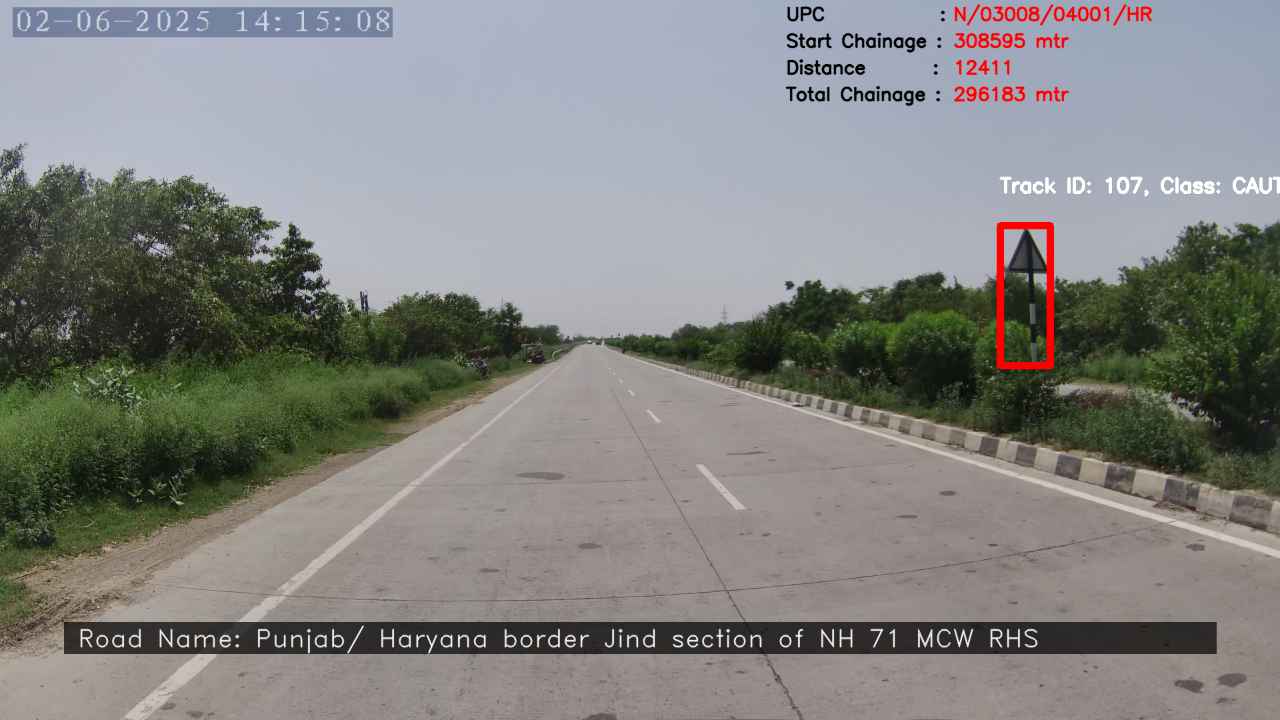 02-06-2025 14:15:08
UPC : N/03008/04001/HR
Start Chainage : 308595 mtr
Distance : 12411
Total Chainage : 296183 mtr
Track ID: 107, Class: CAUT
Road Name: Punjab/ Haryana border Jind section of NH 71 MCW RHS